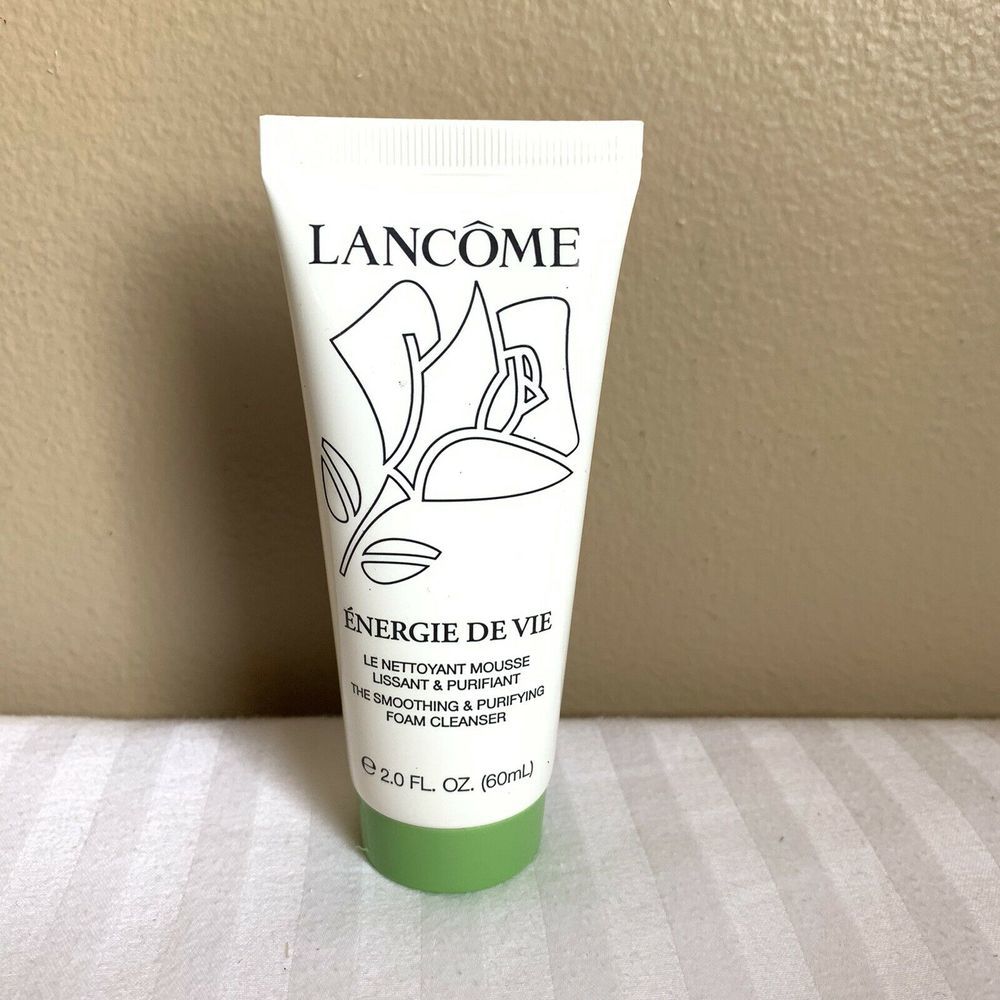 LANCÔME
ÉNERGIE DE VIE
LE NETTOYANT MOUSSE
LISSANT & PURIFIANT
THE SMOOTHING & PURIFYING
FOAM CLEANSER
℮ 2.0 FL. OZ. (60mL)